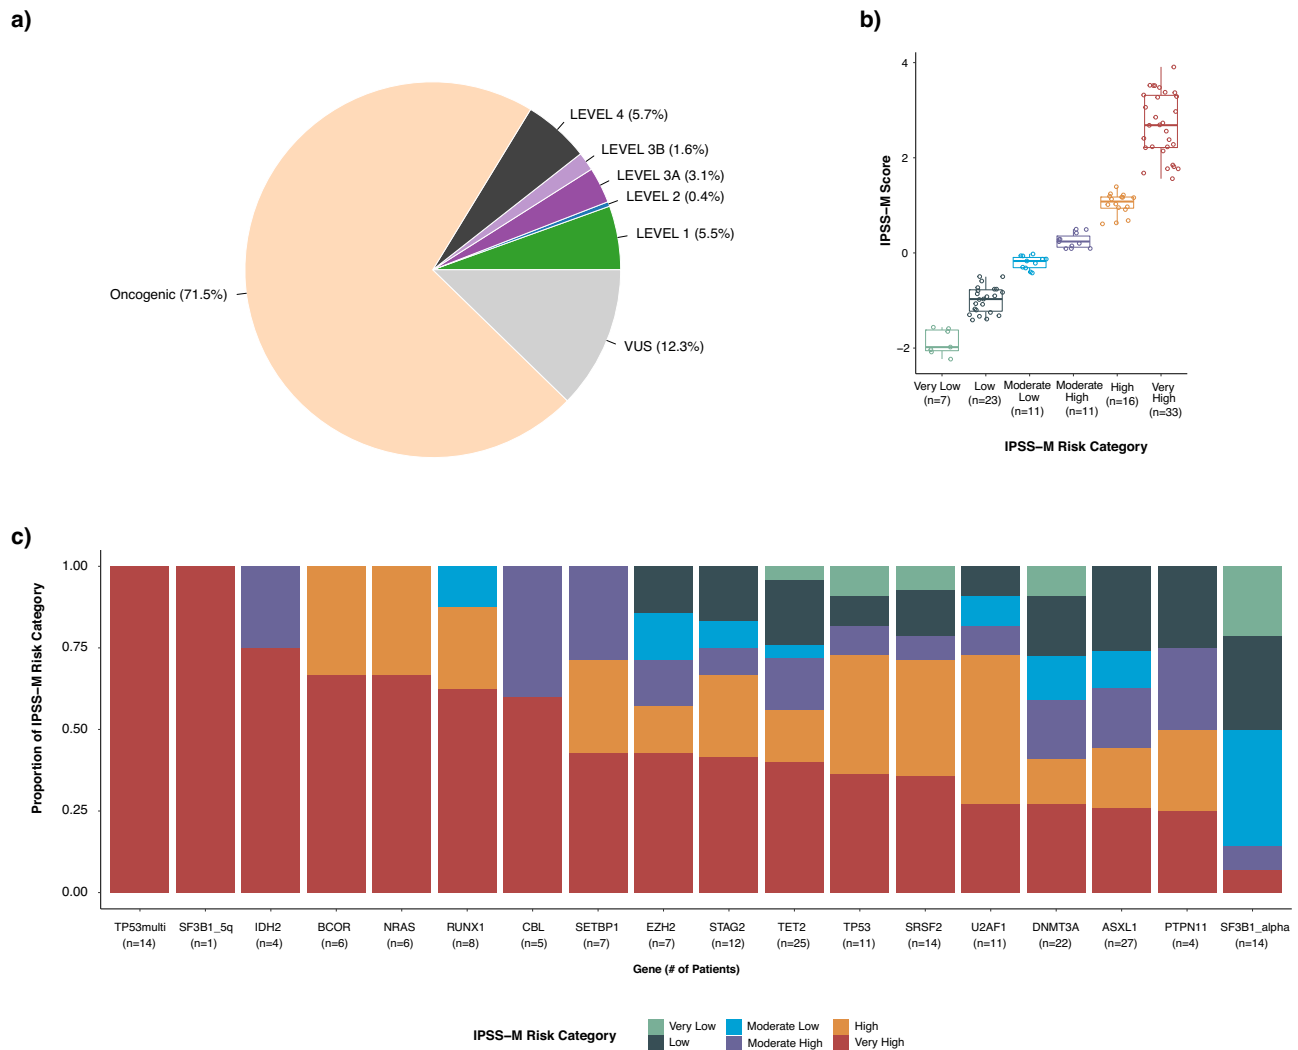 a)
LEVEL 4 (5.7%)
LEVEL 3B (1.6%)
LEVEL 3A (3.1%)
LEVEL 2 (0.4%)
LEVEL 1 (5.5%)
Oncogenic (71.5%)
VUS (12.3%)
b)
IPSS−M Score
4
2
0
−2
Very Low
(n=7)
Low
(n=23)
Moderate
Low
(n=11)
Moderate
High
(n=11)
High
(n=16)
Very
High
(n=33)
IPSS−M Risk Category
c)
Proportion of IPSS−M Risk Category
1.00
0.75
0.50
0.25
0.00
TP53multi
(n=14)
SF3B1_5q
(n=1)
IDH2
(n=4)
BCOR
(n=6)
NRAS
(n=6)
RUNX1
(n=8)
CBL
(n=5)
SETBP1
(n=7)
EZH2
(n=7)
STAG2
(n=12)
TET2
(n=25)
TP53
(n=11)
SRSF2
(n=14)
U2AF1
(n=11)
DNMT3A
(n=22)
ASXL1
(n=27)
PTPN11
(n=4)
SF3B1_alpha
(n=14)
Gene (# of Patients)
IPSS−M Risk Category
Very Low
Low
Moderate Low
Moderate High
High
Very High